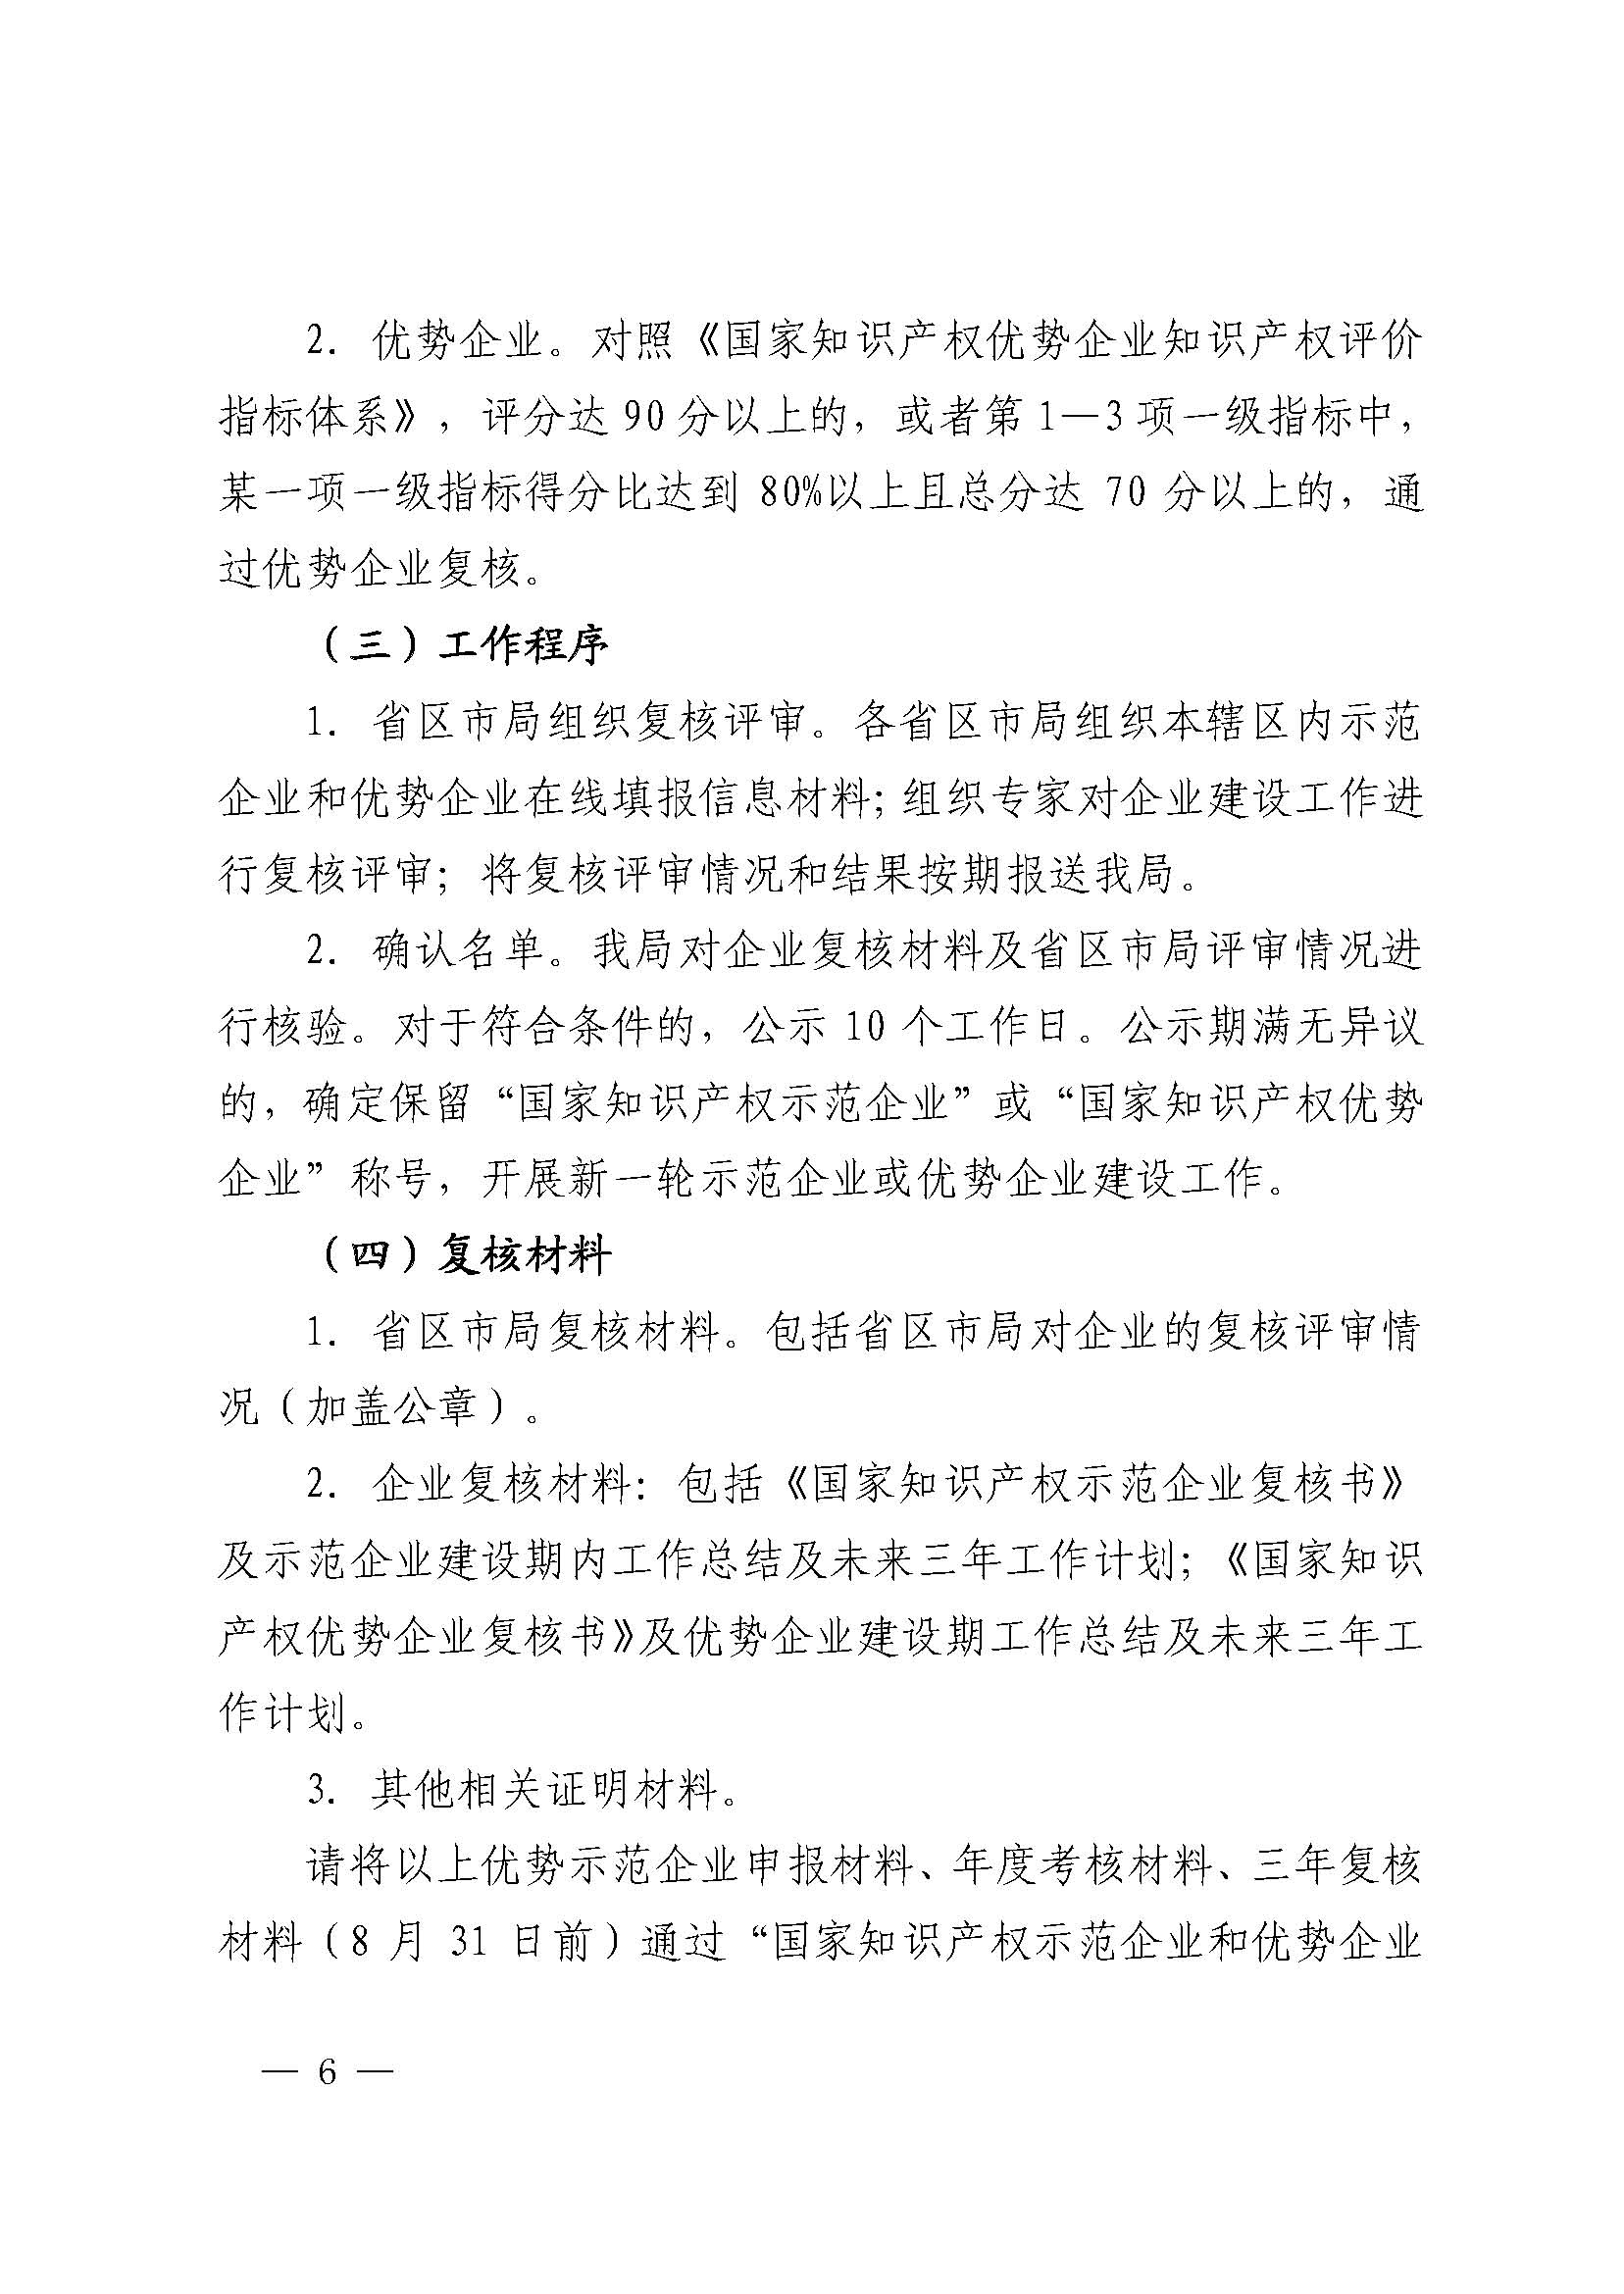 2. 优势企业。对照《国家知识产权优势企业知识产权评价
指标体系》，评分达 90 分以上的，或者第 1—3 项一级指标中，
某一项一级指标得分比达到 80%以上且总分达 70 分以上的，通
过优势企业复核。
（三）工作程序
1. 省区市局组织复核评审。各省区市局组织本辖区内示范
企业和优势企业在线填报信息材料；组织专家对企业建设工作进
行复核评审；将复核评审情况和结果按期报送我局。
2. 确认名单。我局对企业复核材料及省区市局评审情况进
行核验。对于符合条件的，公示 10 个工作日。公示期满无异议
的，确定保留“国家知识产权示范企业”或“国家知识产权优势
企业”称号，开展新一轮示范企业或优势企业建设工作。
（四）复核材料
1. 省区市局复核材料。包括省区市局对企业的复核评审情
况（加盖公章）。
2. 企业复核材料：包括《国家知识产权示范企业复核书》
及示范企业建设期内工作总结及未来三年工作计划；《国家知识
产权优势企业复核书》及优势企业建设期工作总结及未来三年工
作计划。
3. 其他相关证明材料。
请将以上优势示范企业申报材料、年度考核材料、三年复核
材料（8 月 31 日前）通过“国家知识产权示范企业和优势企业
— 6 —